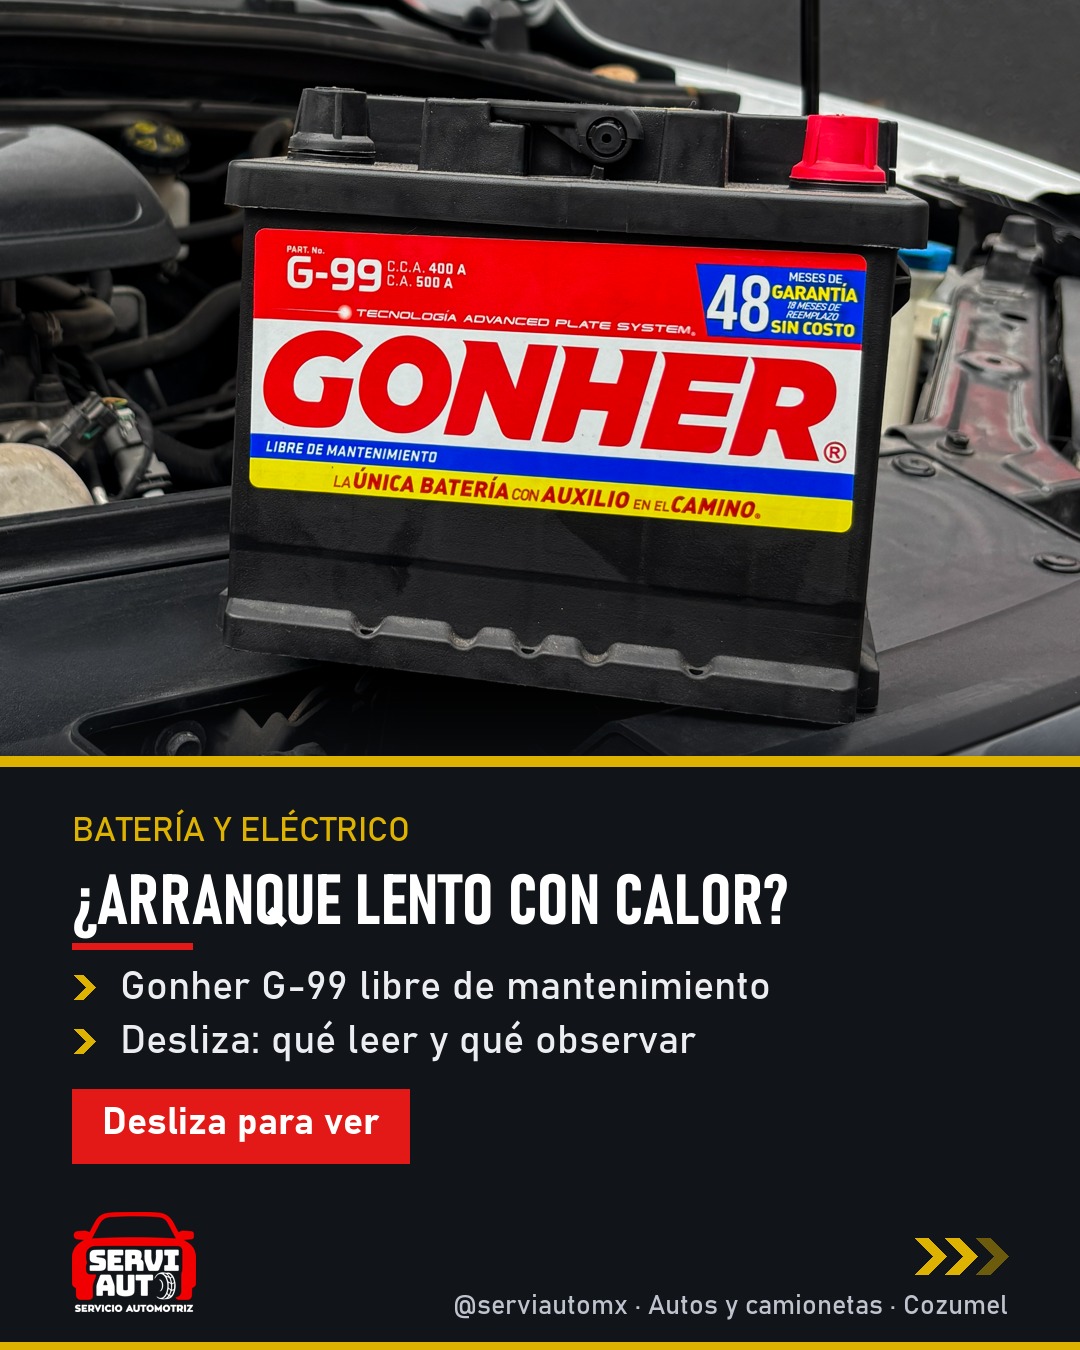 PART. No.
G-99
C.C.A. 400 A
C.A. 500 A
48 MESES DE
GARANTÍA
18 MESES DE
REEMPLAZO
SIN COSTO
TECNOLOGÍA ADVANCED PLATE SYSTEM®
GONHER®
LIBRE DE MANTENIMIENTO
LA ÚNICA BATERÍA CON AUXILIO EN EL CAMINO®
BATERÍA Y ELÉCTRICO
¿ARRANQUE LENTO CON CALOR?
Gonher G-99 libre de mantenimiento
Desliza: qué leer y qué observar
Desliza para ver
SERVI
AUTO
SERVICIO AUTOMOTRIZ
@serviautomx · Autos y camionetas · Cozumel